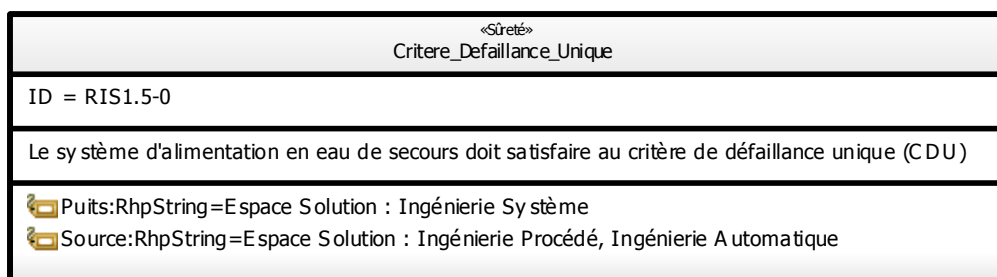 «Sûreté»
Critere_Defaillance_Unique
ID = RIS1.5-0
Le système d'alimentation en eau de secours doit satisfaire au critère de défaillance unique (CDU)
Puits:RhpString=Espace Solution : Ingénierie Système
Source:RhpString=Espace Solution : Ingénierie Procédé, Ingénierie Automatique